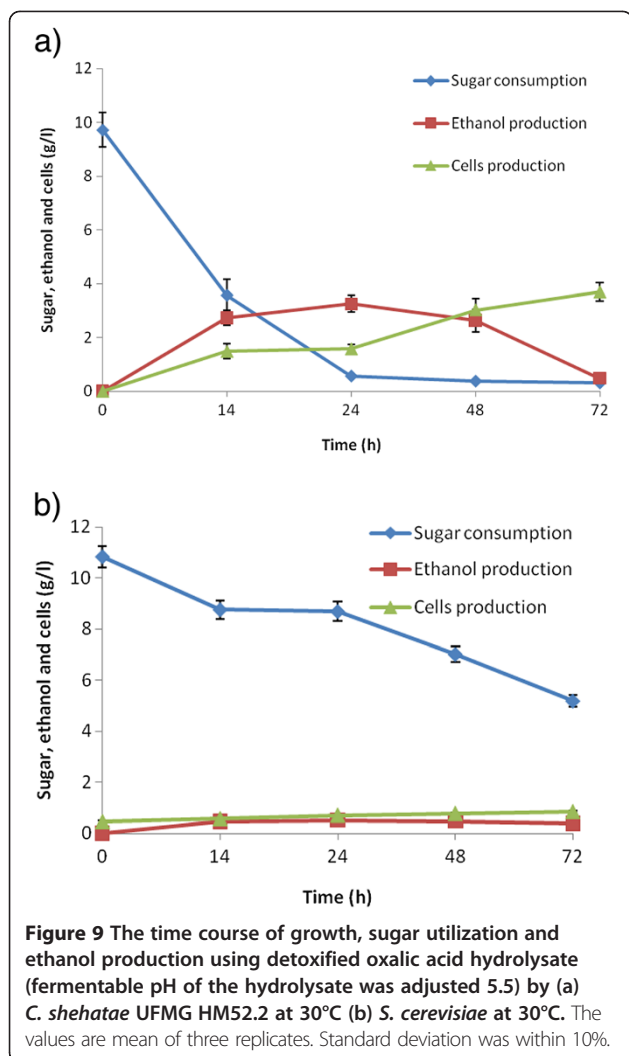 a)
12
10
8
6
4
2
0
Sugar, ethanol and cells (g/l)
Sugar consumption
Ethanol production
Cells production
0 14 24 48 72
Time (h)
b)
12
10
8
6
4
2
0
Sugar, ethanol and cells (g/l)
Sugar consumption
Ethanol production
Cells production
0 14 24 48 72
Time (h)
Figure 9 The time course of growth, sugar utilization and
ethanol production using detoxified oxalic acid hydrolysate
(fermentable pH of the hydrolysate was adjusted 5.5) by (a)
C. shehatae UFMG HM52.2 at 30°C (b) S. cerevisiae at 30°C. The
values are mean of three replicates. Standard deviation was within 10%.